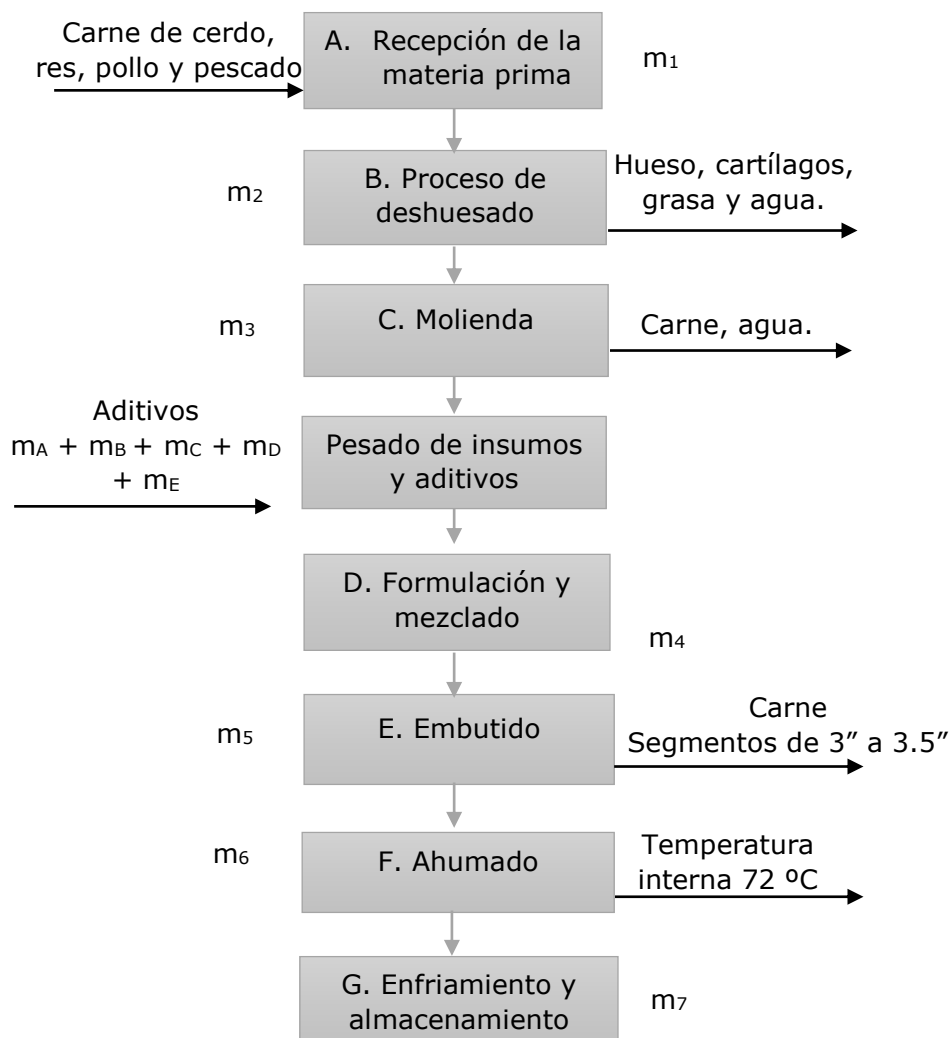 Carne de cerdo,
res, pollo y pescado
A. Recepción de la
materia prima
m1
m2
B. Proceso de
deshuesado
Hueso, cartílagos,
grasa y agua.
m3
C. Molienda
Carne, agua.
Aditivos
mA + mB + mC + mD
+ mE
Pesado de insumos
y aditivos
D. Formulación y
mezclado
m4
m5
E. Embutido
Carne
Segmentos de 3” a 3.5”
m6
F. Ahumado
Temperatura
interna 72 ºC
G. Enfriamiento y
almacenamiento
m7